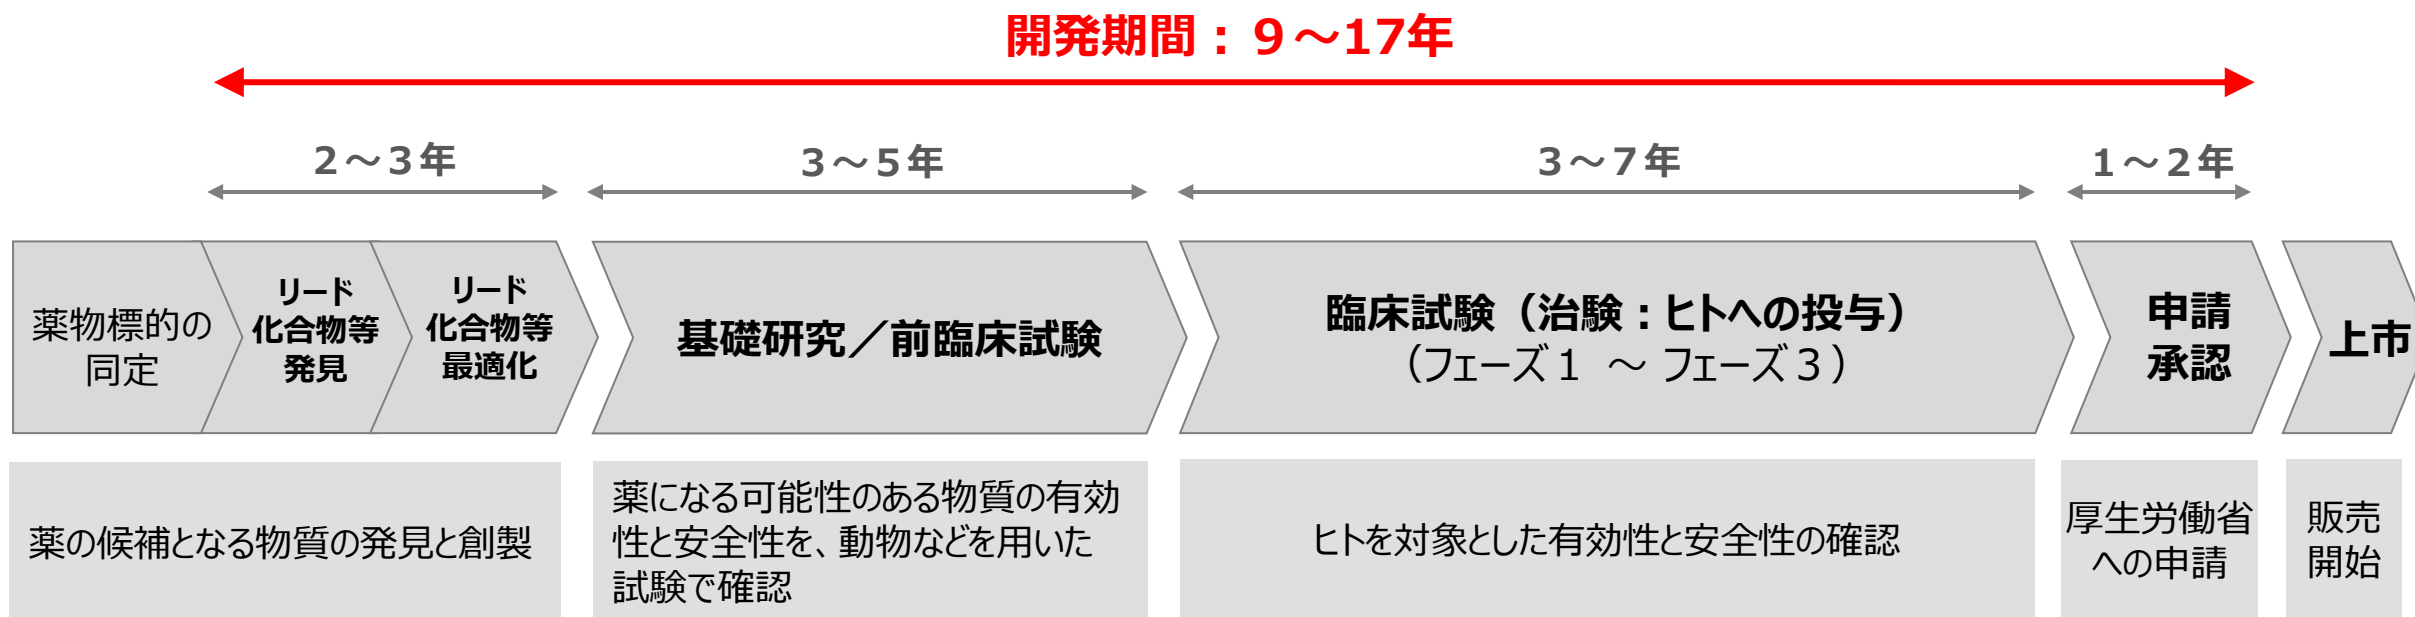 開発期間：９～17年
２～３年
３～５年
３～７年
１～２年
薬物標的の
同定
リード
化合物等
発見
リード
化合物等
最適化
基礎研究／前臨床試験
臨床試験（治験：ヒトへの投与）
（フェーズ１ ～ フェーズ３）
申請
承認
上市
薬の候補となる物質の発見と創製
薬になる可能性のある物質の有効
性と安全性を、動物などを用いた
試験で確認
ヒトを対象とした有効性と安全性の確認
厚生労働省
への申請
販売
開始